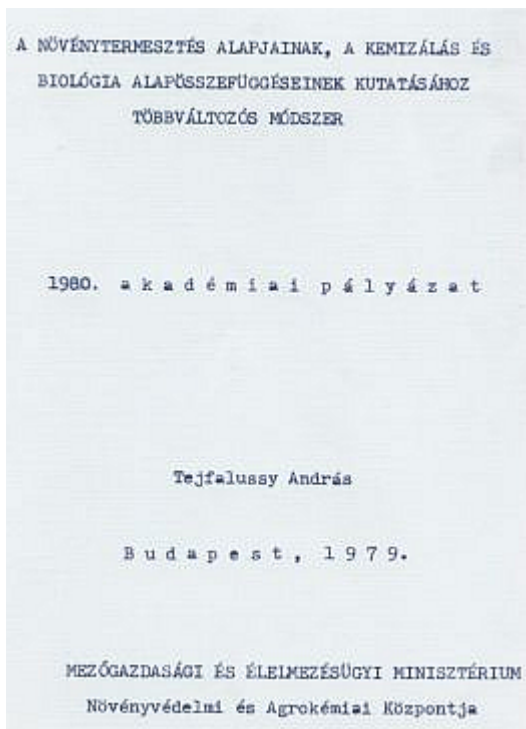 A NÖVÉNYTERMESZTÉS ALAPJAINAK, A KEMIZÁLÁS ÉS
BIOLÓGIA ALAPÖSSZEFÜGGÉSEINEK KUTATÁSÁHOZ
TÖBBVÁLTOZÓS MÓDSZER
1980. a k a d é m i a i p á l y á z a t
Tejfalussy András
B u d a p e s t , 1 9 7 9.
MEZŐGAZDASÁGI ÉS ÉLELMEZÉSÜGYI MINISZTÉRIUM
Növényvédelmi és Agrokémiai Központja